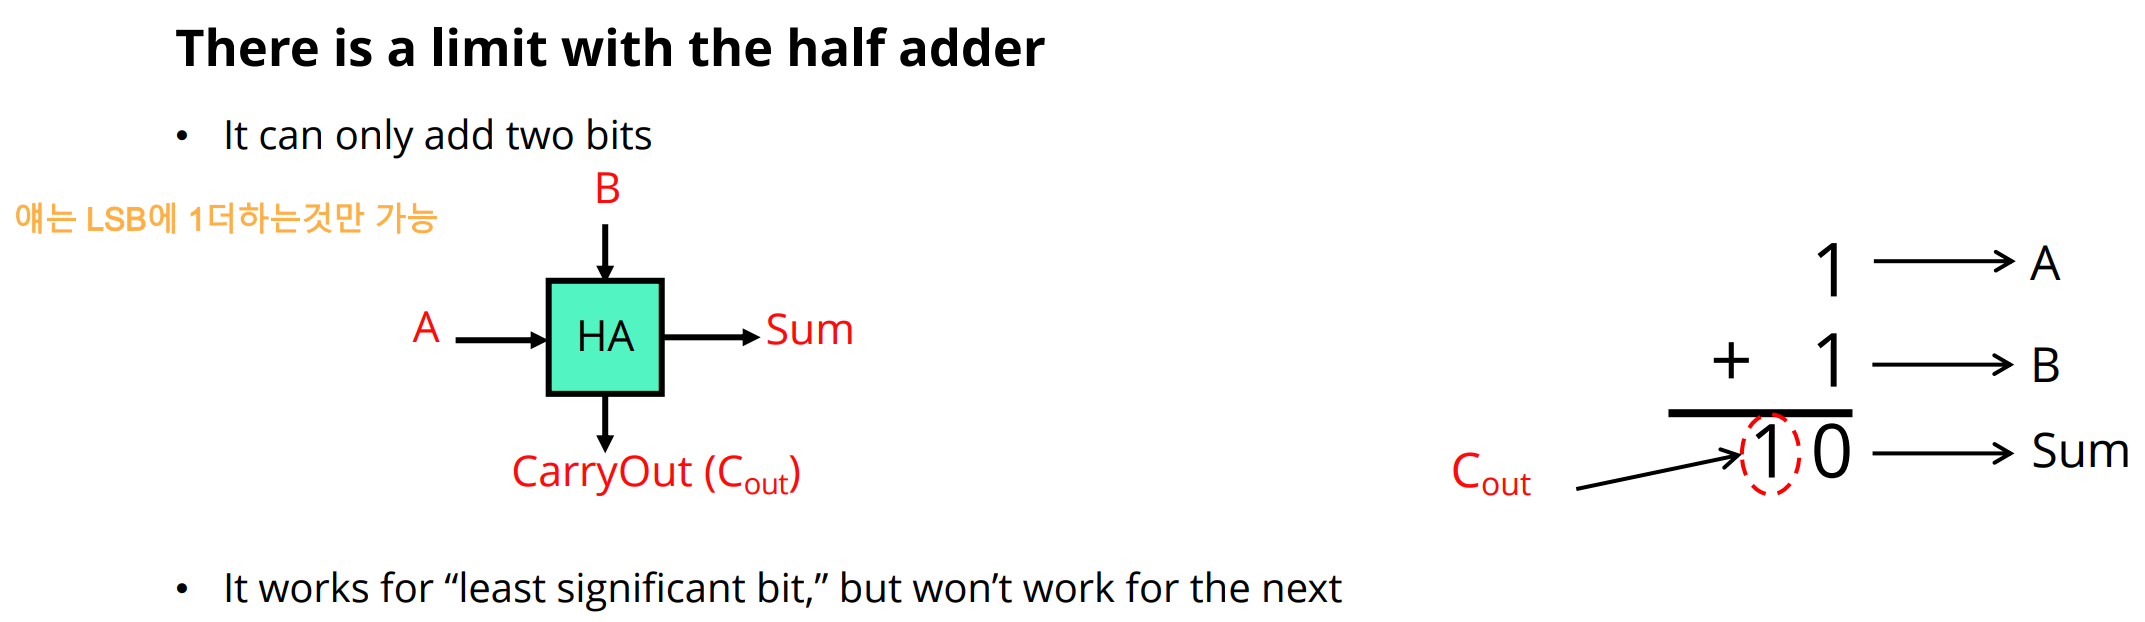 There is a limit with the half adder
• It can only add two bits
얘는 LSB에 1더하는것만 가능
B
A
HA
Sum
CarryOut (Cout)
1 A
+ 1 B
10 Sum
Cout
• It works for “least significant bit,” but won’t work for the next